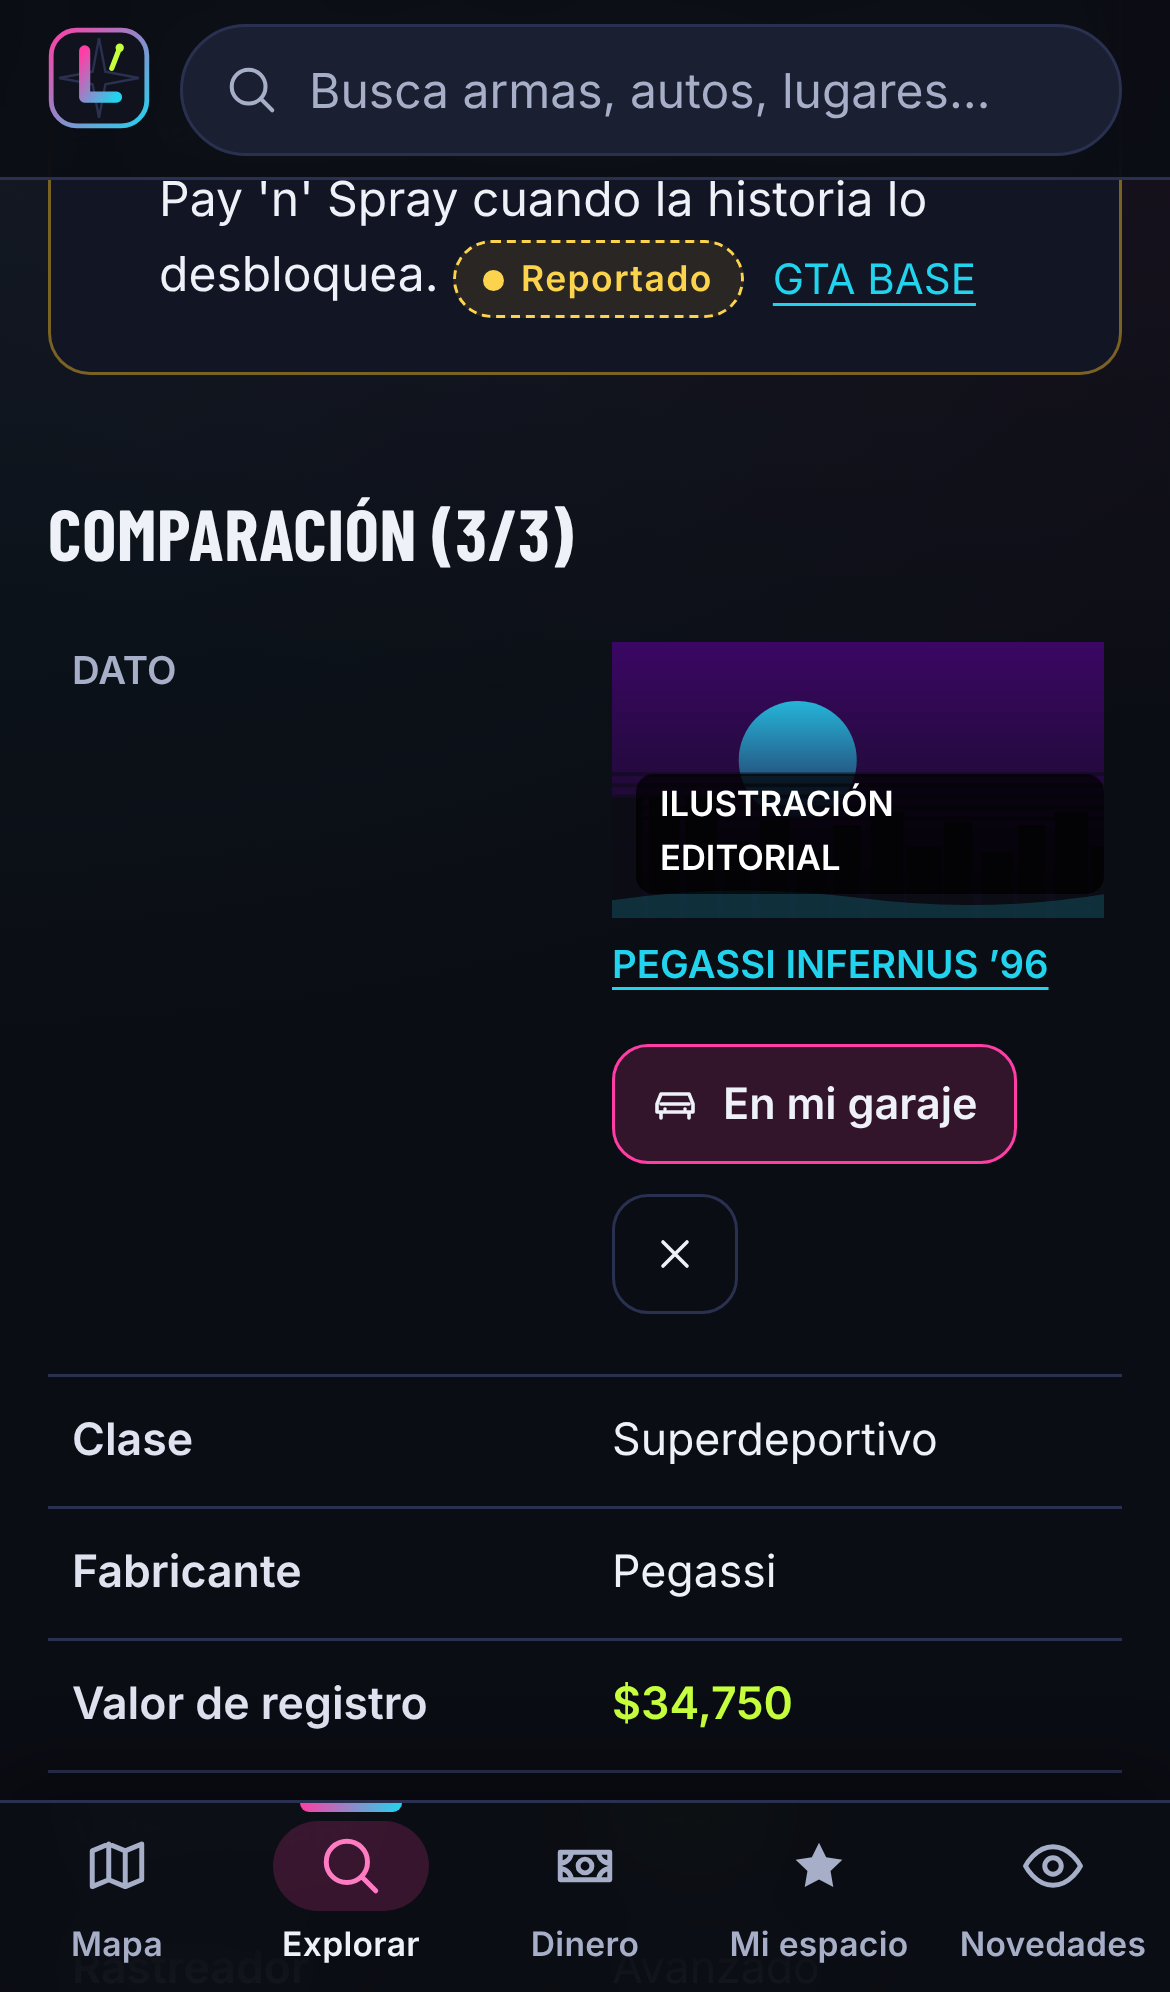 Busca armas, autos, lugares...
Pay 'n' Spray cuando la historia lo
desbloquea. Reportado GTA BASE
COMPARACIÓN (3/3)
DATO
ILUSTRACIÓN
EDITORIAL
PEGASSI INFERNUS ’96
En mi garaje
Clase Superdeportivo
Fabricante Pegassi
Valor de registro $34,750
Mapa Explorar Dinero Mi espacio Novedades
Rastreador Avanzado